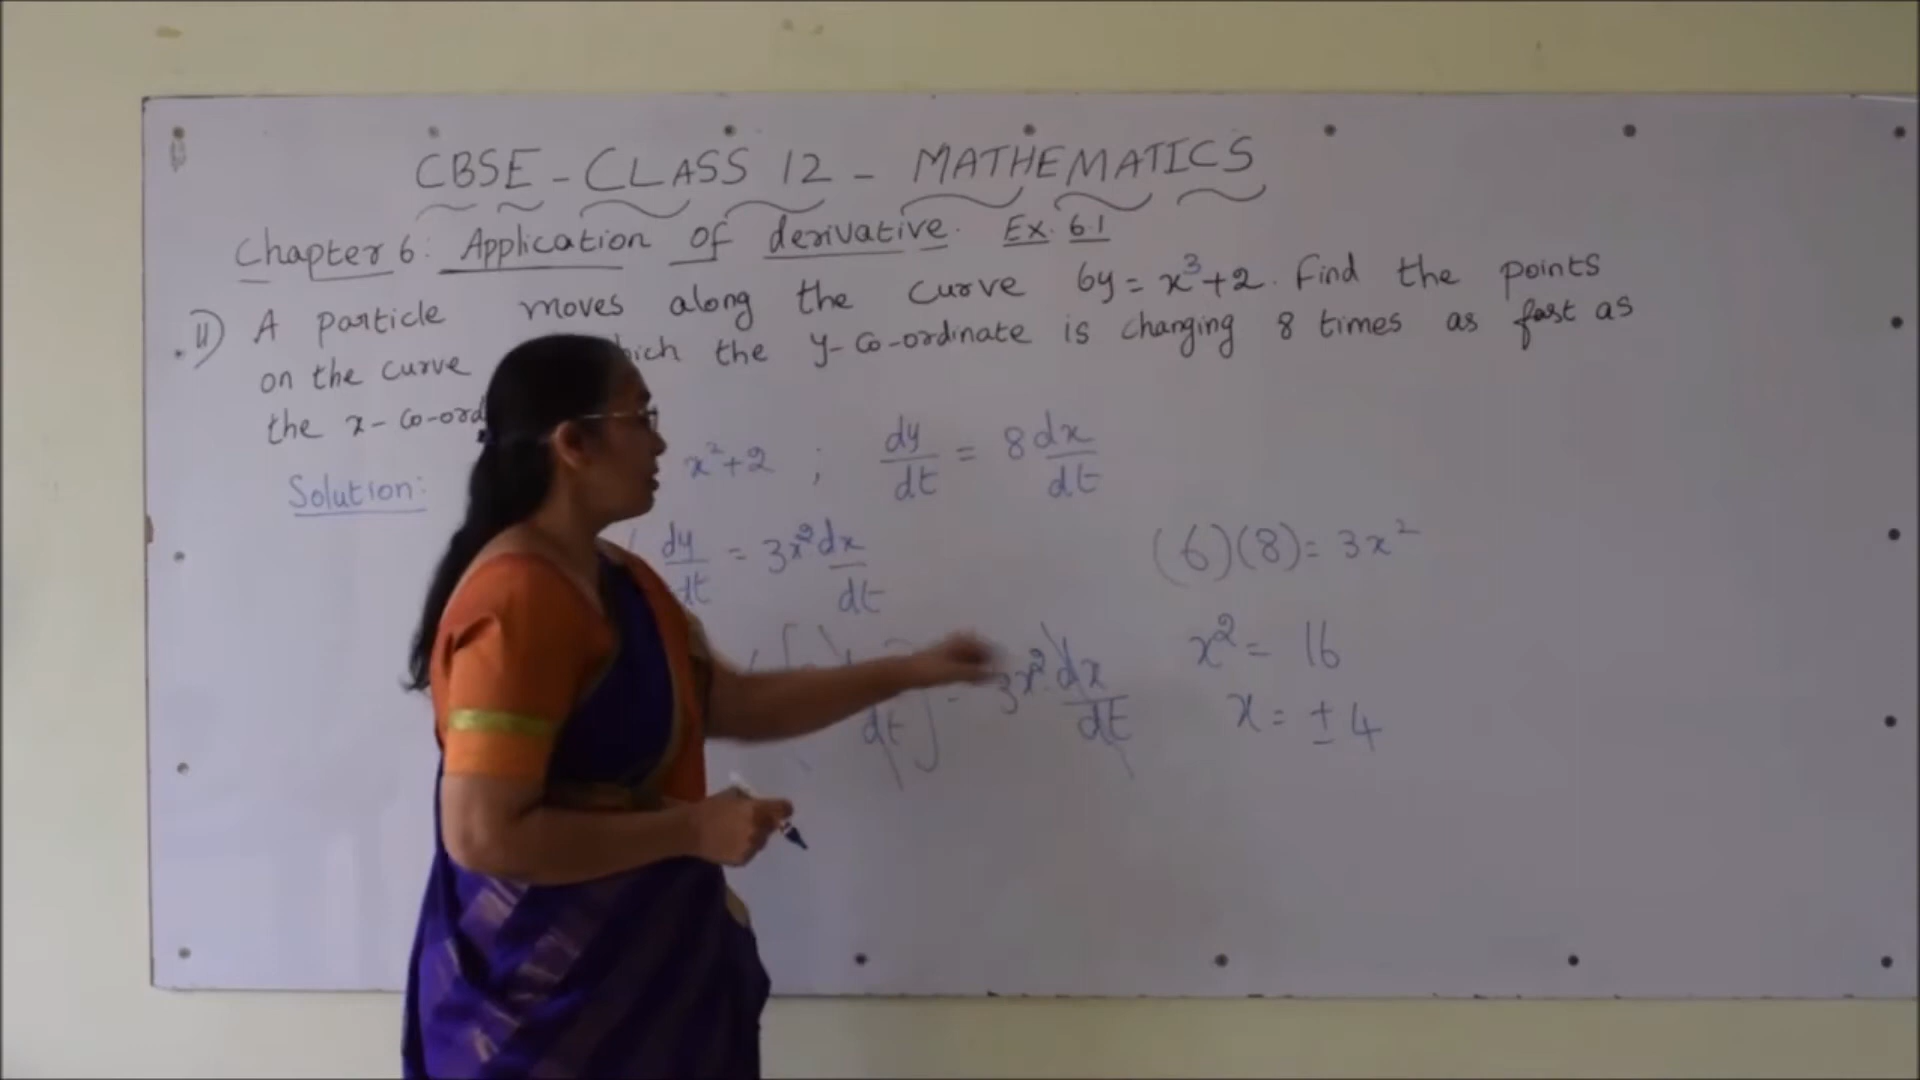 CBSE - CLASS 12 - MATHEMATICS
Chapter 6: Application of derivative. Ex. 6.1
11) A particle moves along the curve 6y = x³+2. Find the points
on the curve the y-co-ordinate is changing 8 times as fast as
the x-co-ord
Solution: x²+2 ; dy/dt = 8 dx/dt
dy/dt = 3x² dx/dt
(6)(8) = 3x²
3x² dx/dt
x² = 16
x = ± 4